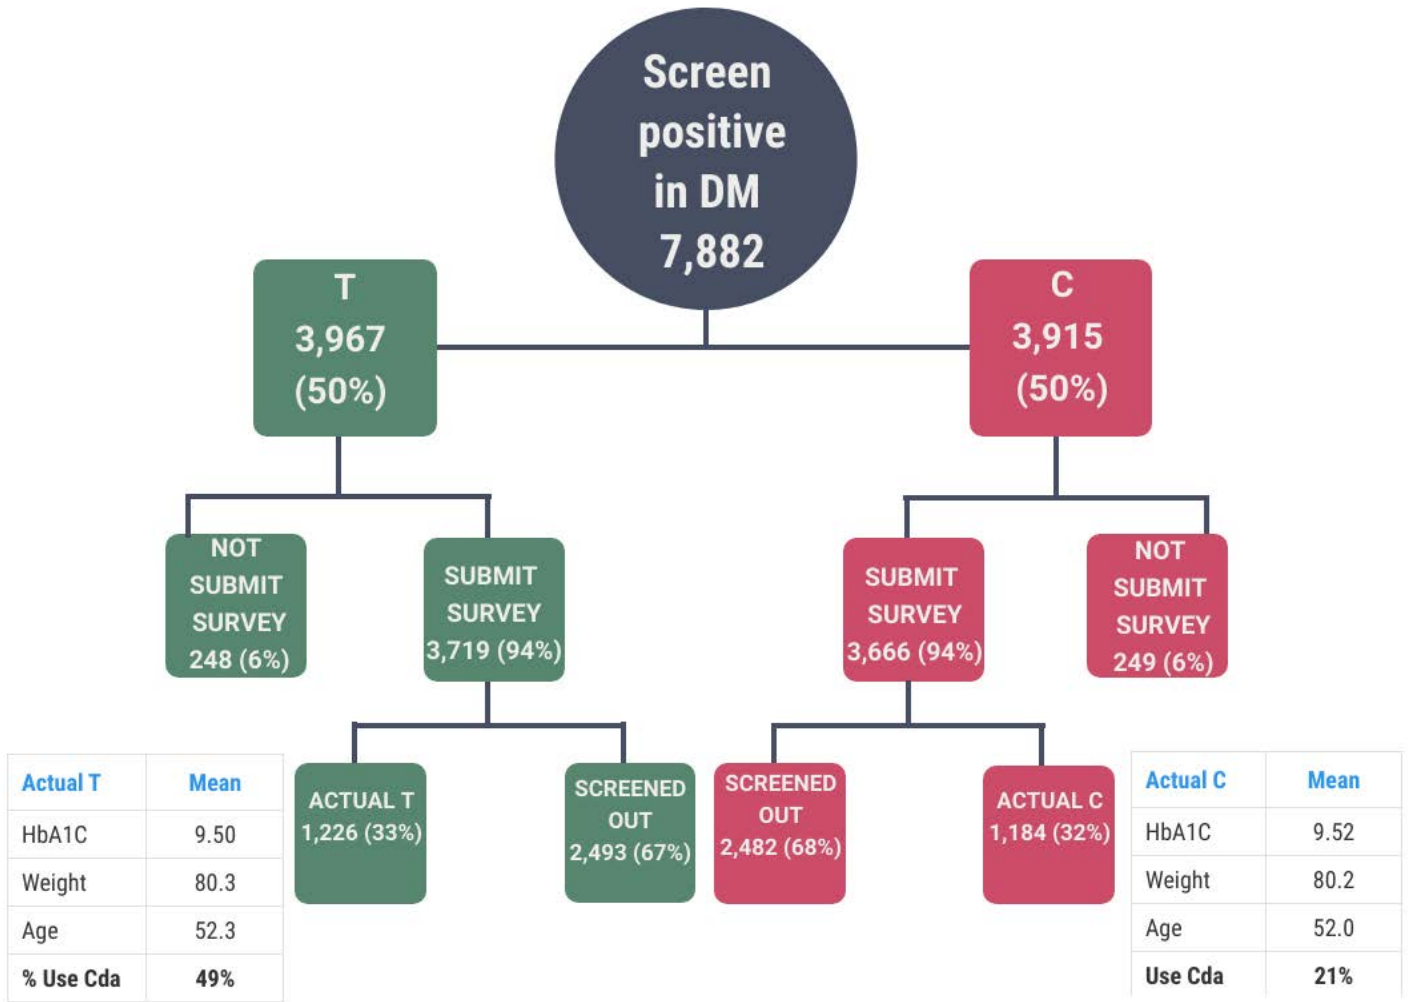 Screen
positive
in DM
7,882
T
3,967
(50%)
C
3,915
(50%)
NOT
SUBMIT
SURVEY
248 (6%)
SUBMIT
SURVEY
3,719 (94%)
SUBMIT
SURVEY
3,666 (94%)
NOT
SUBMIT
SURVEY
249 (6%)
ACTUAL T
1,226 (33%)
SCREENED
OUT
2,493 (67%)
SCREENED
OUT
2,482 (68%)
ACTUAL C
1,184 (32%)
Actual T Mean
HbA1C 9.50
Weight 80.3
Age 52.3
% Use Cda 49%
Actual C Mean
HbA1C 9.52
Weight 80.2
Age 52.0
Use Cda 21%